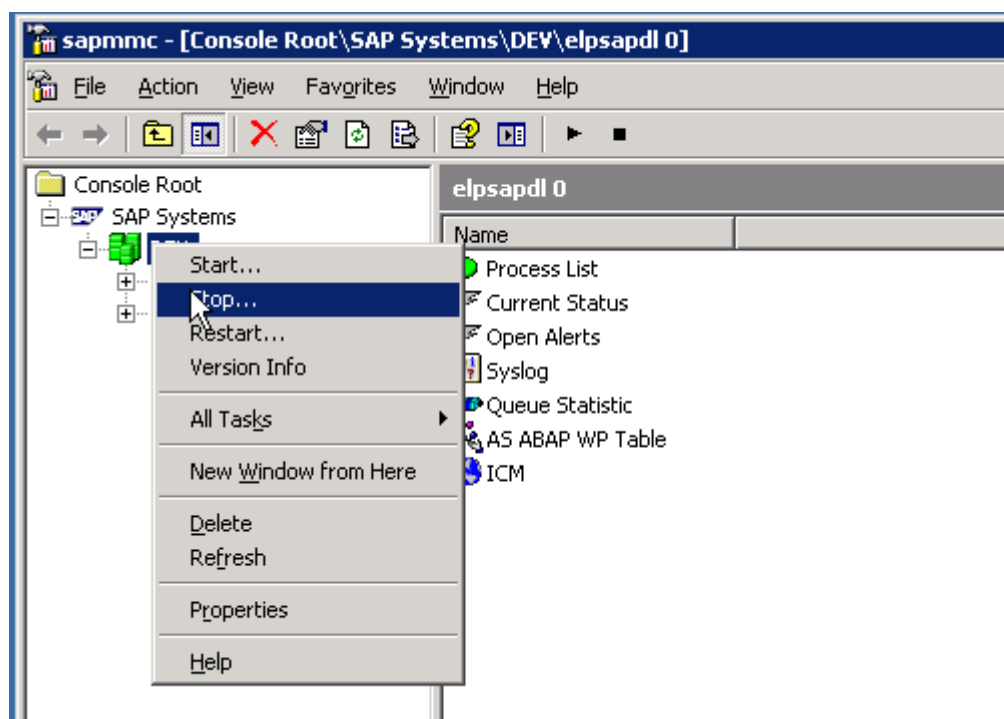 sapmmc - [Console Root\SAP Systems\DEV\elpsapdl 0]
File Action View Favorites Window Help
Console Root
SAP SAP Systems
elpsapdl 0
Name
Process List
Current Status
Open Alerts
Syslog
Queue Statistic
AS ABAP WP Table
ICM
Start...
Stop...
Restart...
Version Info
All Tasks
New Window from Here
Delete
Refresh
Properties
Help